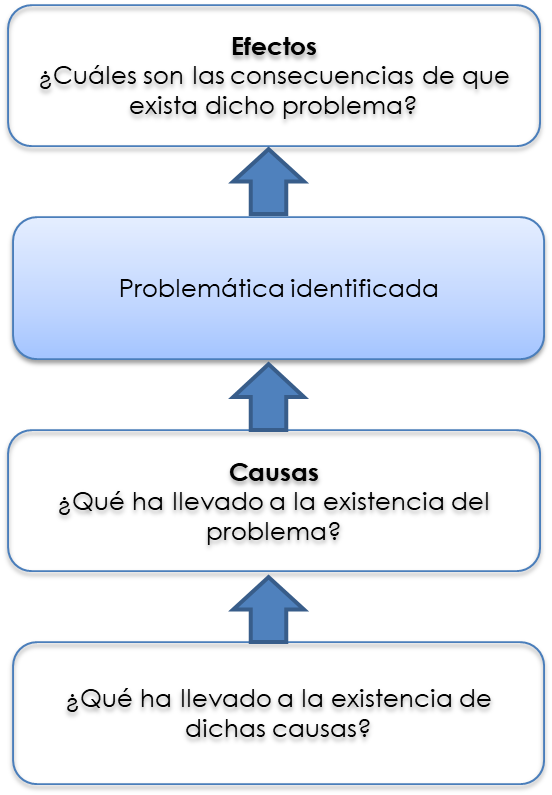 Efectos
¿Cuáles son las consecuencias de que
exista dicho problema?
Problemática identificada
Causas
¿Qué ha llevado a la existencia del
problema?
¿Qué ha llevado a la existencia de
dichas causas?